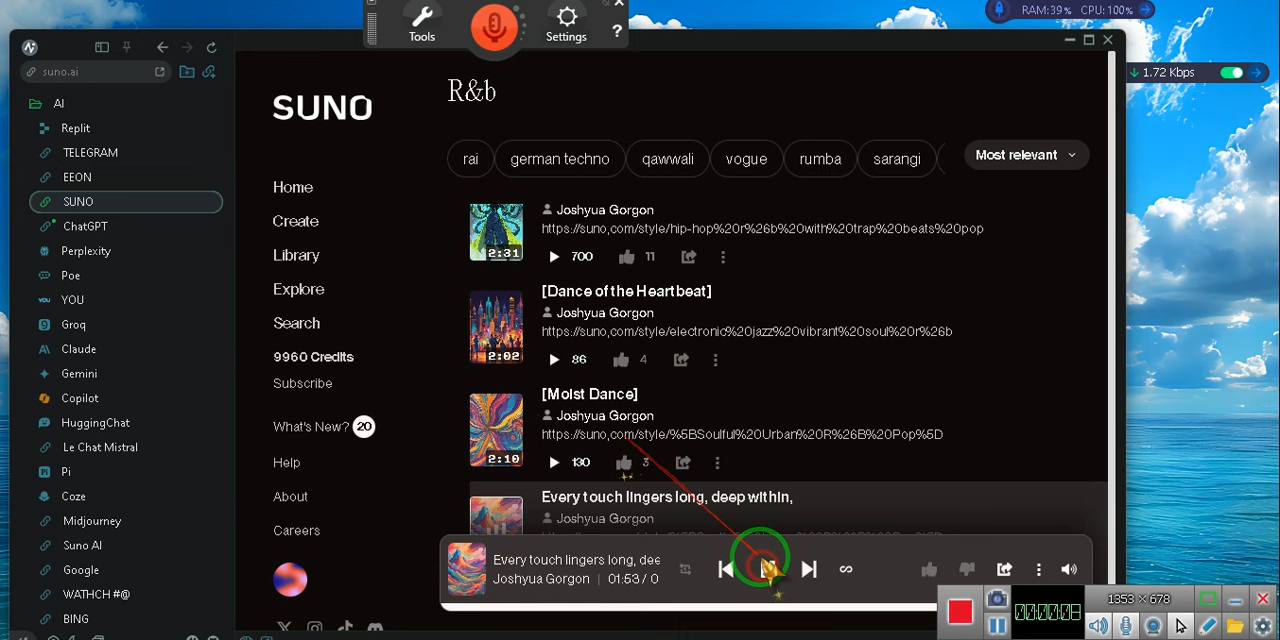 RAM:39% CPU: 100%
Tools
Settings
?
suno.ai
1.72 Kbps
AI
Replit
TELEGRAM
EEON
SUNO
ChatGPT
Perplexity
Poe
YOU
Groq
Claude
Gemini
Copilot
HuggingChat
Le Chat Mistral
Pi
Coze
Midjourney
Suno AI
Google
WATHCH #@
BING
SUNO
Home
Create
Library
Explore
Search
9960 Credits
Subscribe
What's New? 20
Help
About
Careers
R&b
rai
german techno
qawwali
vogue
rumba
sarangi
Most relevant
2:31
Joshyua Gorgon
https://suno,com/style/hip-hop%20r%26b%20with%20trap%20beats%20pop
700 11
[Dance of the Heartbeat]
2:02
Joshyua Gorgon
https://suno,com/style/electronic%20jazz%20vibrant%20soul%20r%26b
86 4
[Moist Dance]
2:10
Joshyua Gorgon
https://suno,com/style/%5BSoulful%20Urban%20R%26B%20Pop%5D
130 3
Every touch lingers long, deep within,
Joshyua Gorgon
Every touch lingers long, dee
Joshyua Gorgon | 01:53 / 0
1353 × 678